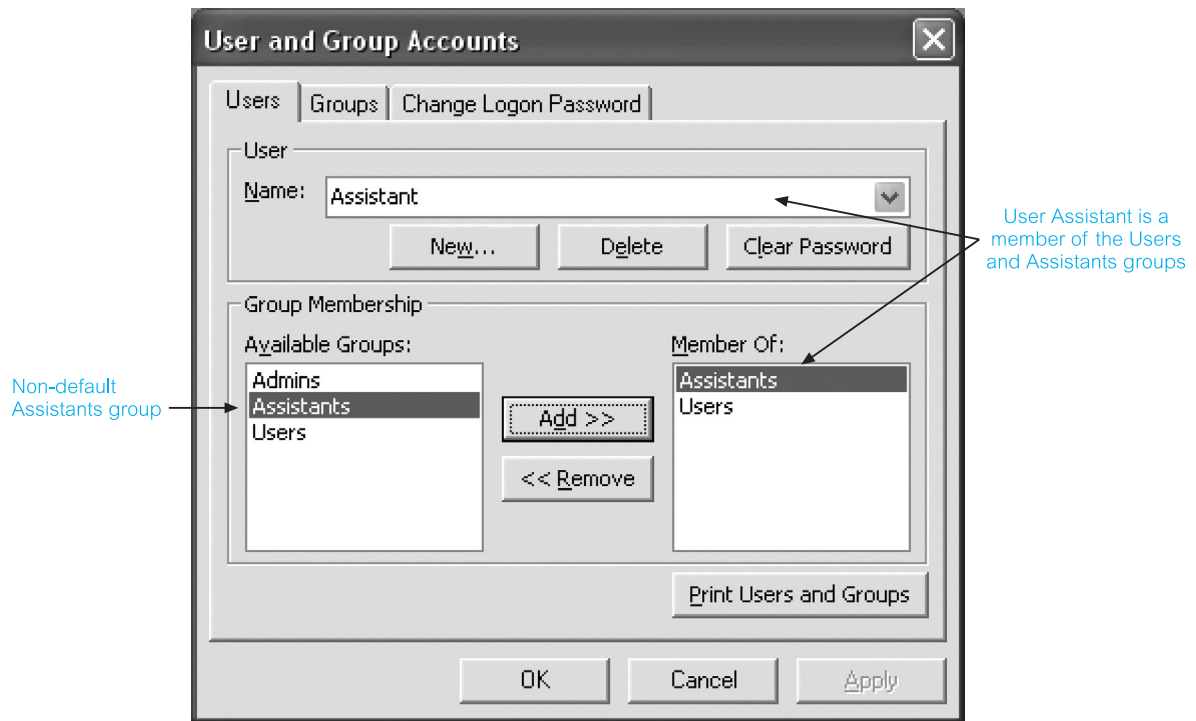 User and Group Accounts
Users
Groups
Change Logon Password
User
Name:
Assistant
New...
Delete
Clear Password
User Assistant is a
member of the Users
and Assistants groups
Group Membership
Available Groups:
Member Of:
Admins
Assistants
Users
Assistants
Users
Non-default
Assistants group
Add >>
<< Remove
Print Users and Groups
OK
Cancel
Apply